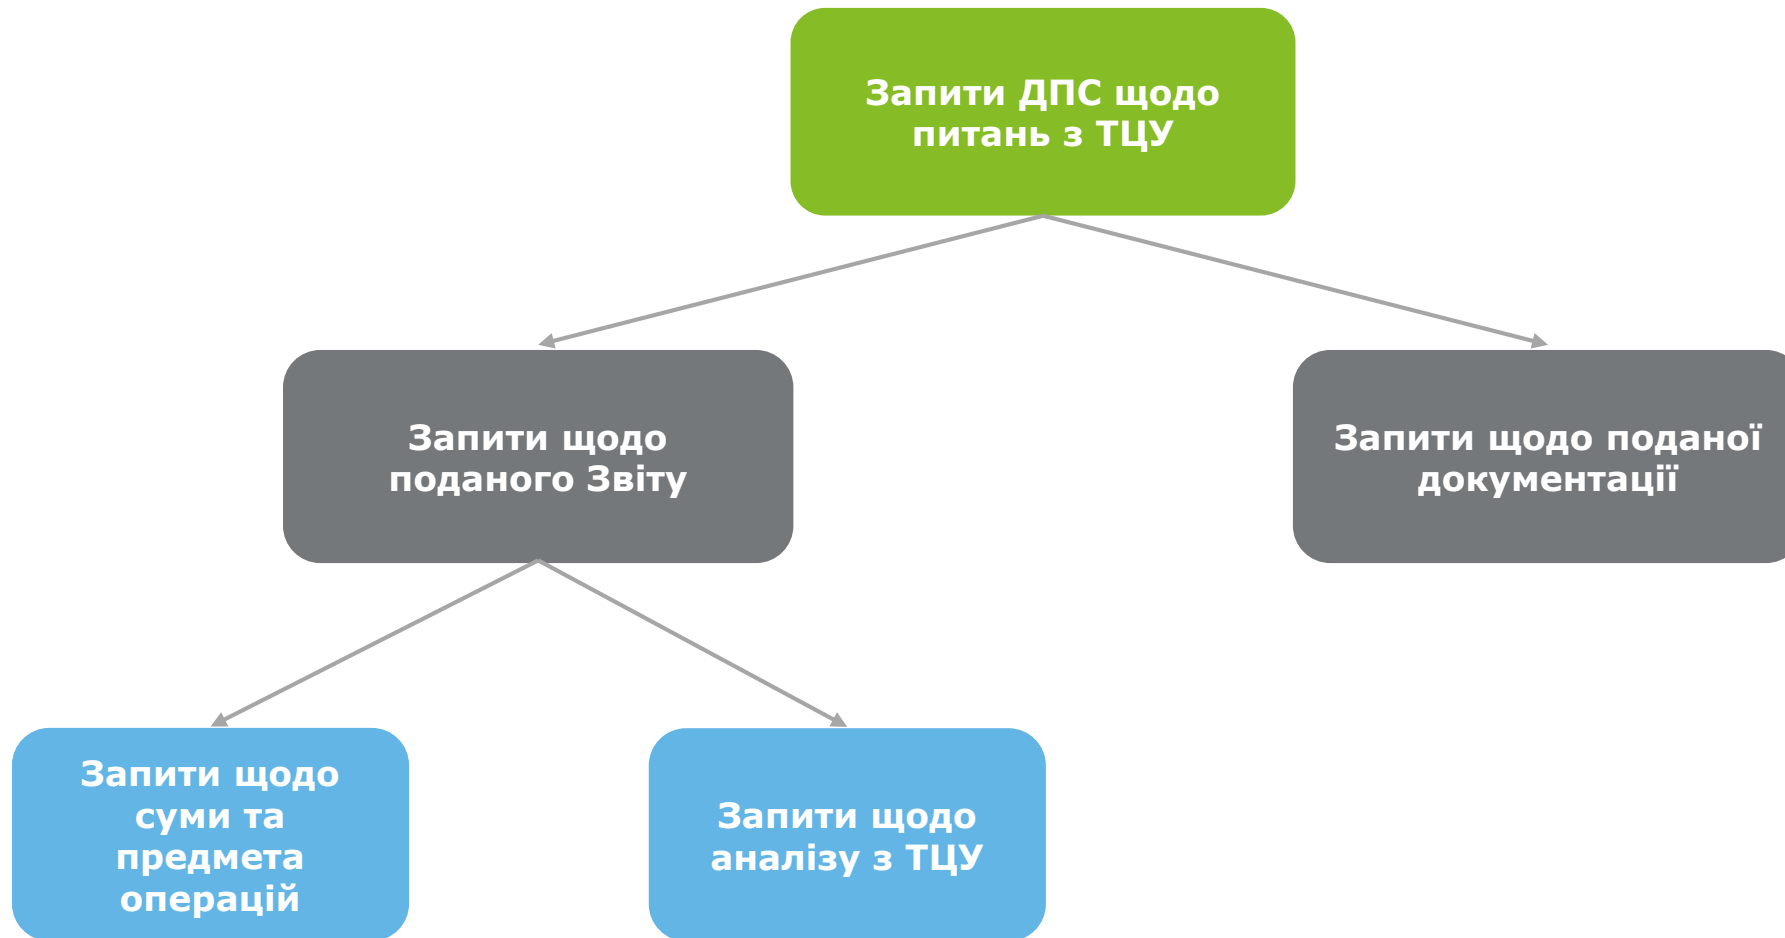 Запити ДПС щодо
питань з ТЦУ
Запити щодо
поданого Звіту
Запити щодо поданої
документації
Запити щодо
суми та
предмета
операцій
Запити щодо
аналізу з ТЦУ